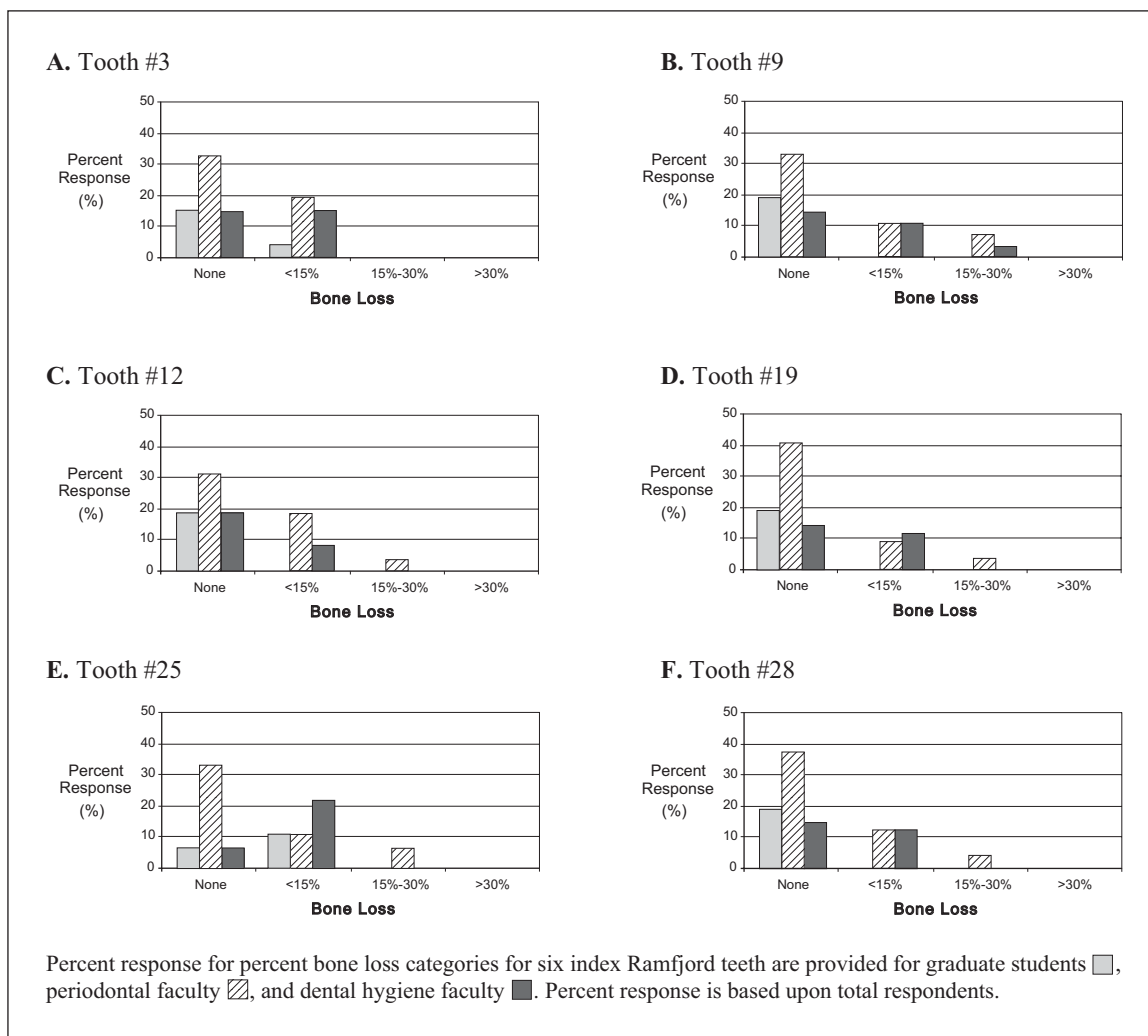 A. Tooth #3
50
40
30
20
10
0
Percent
Response
(%)
None <15% 15%-30% >30%
Bone Loss
B. Tooth #9
50
40
30
20
10
0
Percent
Response
(%)
None <15% 15%-30% >30%
Bone Loss
C. Tooth #12
50
40
30
20
10
0
Percent
Response
(%)
None <15% 15%-30% >30%
Bone Loss
D. Tooth #19
50
40
30
20
10
0
Percent
Response
(%)
None <15% 15%-30% >30%
Bone Loss
E. Tooth #25
50
40
30
20
10
0
Percent
Response
(%)
None <15% 15%-30% >30%
Bone Loss
F. Tooth #28
50
40
30
20
10
0
Percent
Response
(%)
None <15% 15%-30% >30%
Bone Loss
Percent response for percent bone loss categories for six index Ramfjord teeth are provided for graduate students ,
periodontal faculty , and dental hygiene faculty . Percent response is based upon total respondents.